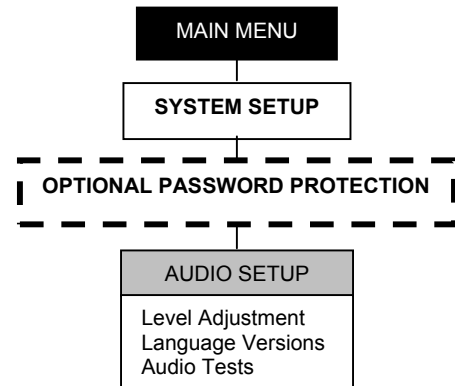 MAIN MENU
SYSTEM SETUP
OPTIONAL PASSWORD PROTECTION
AUDIO SETUP
Level Adjustment
Language Versions
Audio Tests